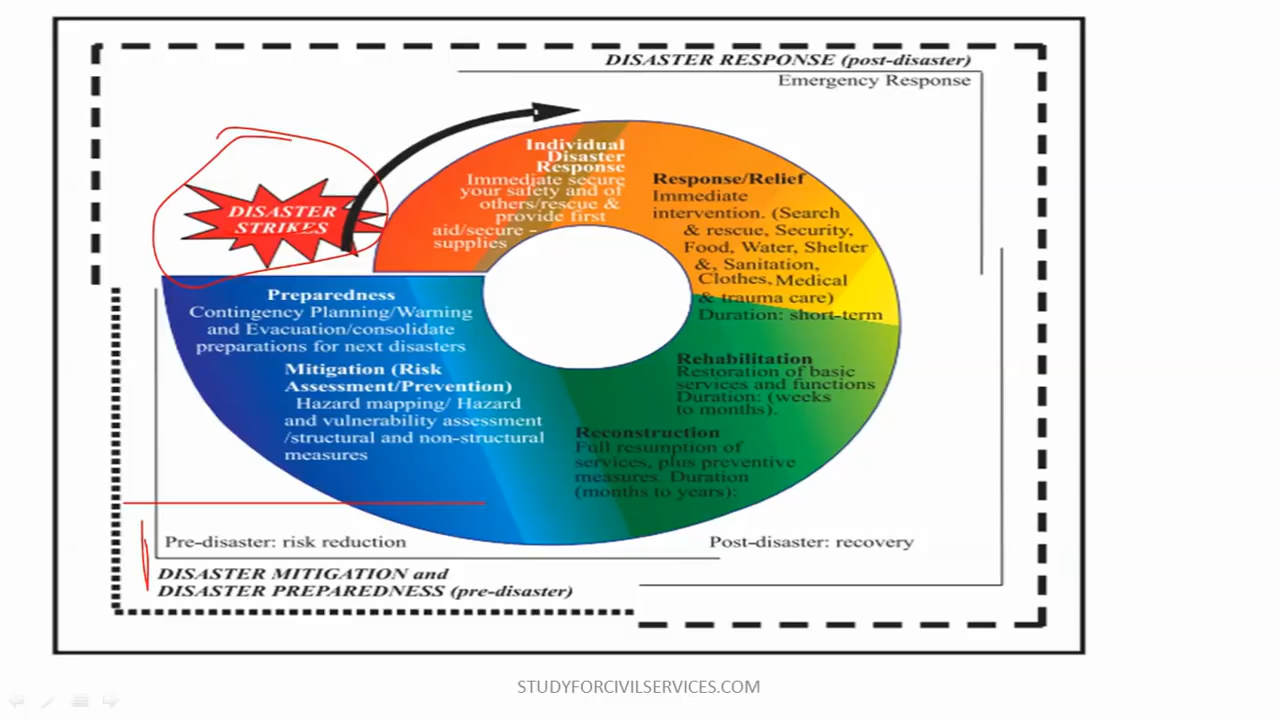 DISASTER RESPONSE (post-disaster)
Emergency Response
DISASTER
STRIKES
Individual
Disaster
Response
Immediate secure
your safety and of
others/rescue &
provide first
aid/secure -
supplies
Response/Relief
Immediate
intervention. (Search
& rescue, Security,
Food, Water, Shelter
&, Sanitation,
Clothes, Medical
& trauma care)
Duration: short-term
Rehabilitation
Restoration of basic
services and functions
Duration: (weeks
to months).
Reconstruction
Full resumption of
services, plus preventive
measures. Duration
(months to years):
Preparedness
Contingency Planning/Warning
and Evacuation/consolidate
preparations for next disasters
Mitigation (Risk
Assessment/Prevention)
Hazard mapping/ Hazard
and vulnerability assessment
/structural and non-structural
measures
Pre-disaster: risk reduction
Post-disaster: recovery
DISASTER MITIGATION and
DISASTER PREPAREDNESS (pre-disaster)
STUDYFORCIVILSERVICES.COM